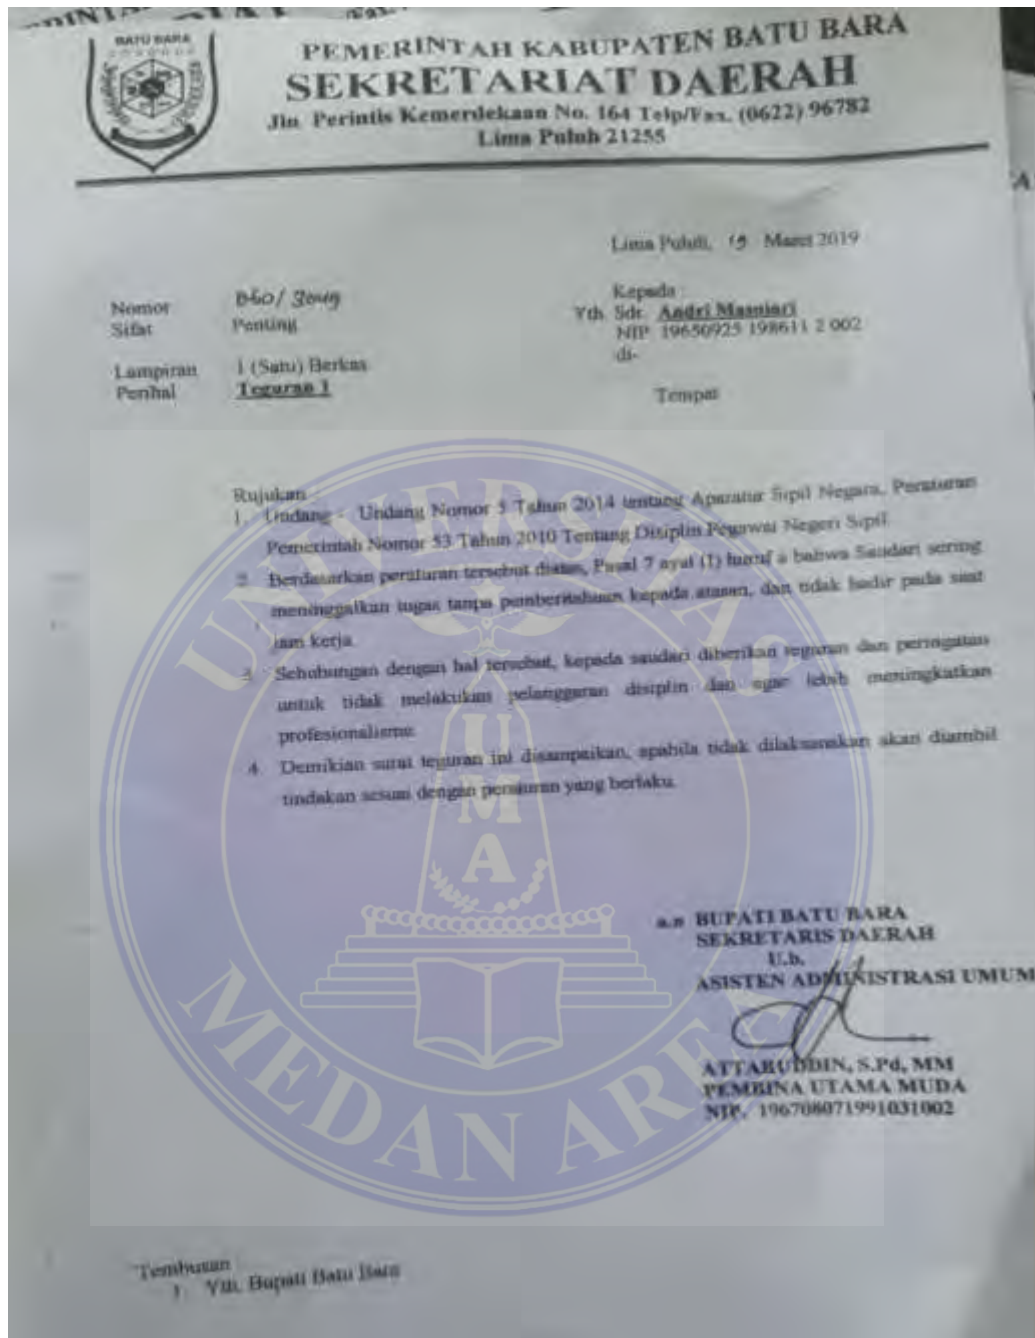 BATU BARA
PEMERINTAH KABUPATEN BATU BARA
SEKRETARIAT DAERAH
Jln. Perintis Kemerdekaan No. 164 Telp/Fax. (0622) 96782
Lima Puluh 21255
Lima Puluh, 19 Maret 2019
Nomor
Sifat Penting
Lampiran 1 (Satu) Berkas
Perihal Teguran 1
Kepada :
Yth. Sdr. Andri Masniari
NIP 19650925 198611 2 002
di-
Tempat
Rujukan :
1. Undang - Undang Nomor 5 Tahun 2014 tentang Aparatur Sipil Negara, Peraturan
Pemerintah Nomor 53 Tahun 2010 Tentang Disiplin Pegawai Negeri Sipil.
2. Berdasarkan peraturan tersebut diatas, Pasal 7 ayat (1) huruf a bahwa Saudari sering
meninggalkan tugas tanpa pemberitahuan kepada atasan, dan tidak hadir pada saat
jam kerja.
3. Sehubungan dengan hal tersebut, kepada saudari diberikan teguran dan peringatan
untuk tidak melakukan pelanggaran disiplin dan agar lebih meningkatkan
profesionalisme.
4. Demikian surat teguran ini disampaikan, apabila tidak dilaksanakan akan diambil
tindakan sesuai dengan peraturan yang berlaku.
a.n BUPATI BATU BARA
SEKRETARIS DAERAH
U.b.
ASISTEN ADMINISTRASI UMUM
ATTARUDDIN, S.Pd, MM
PEMBINA UTAMA MUDA
NIP. 196708071991031002
Tembusan :
1. Yth. Bupati Batu Bara
UNIVERSITAS
MEDAN AREA
UMA